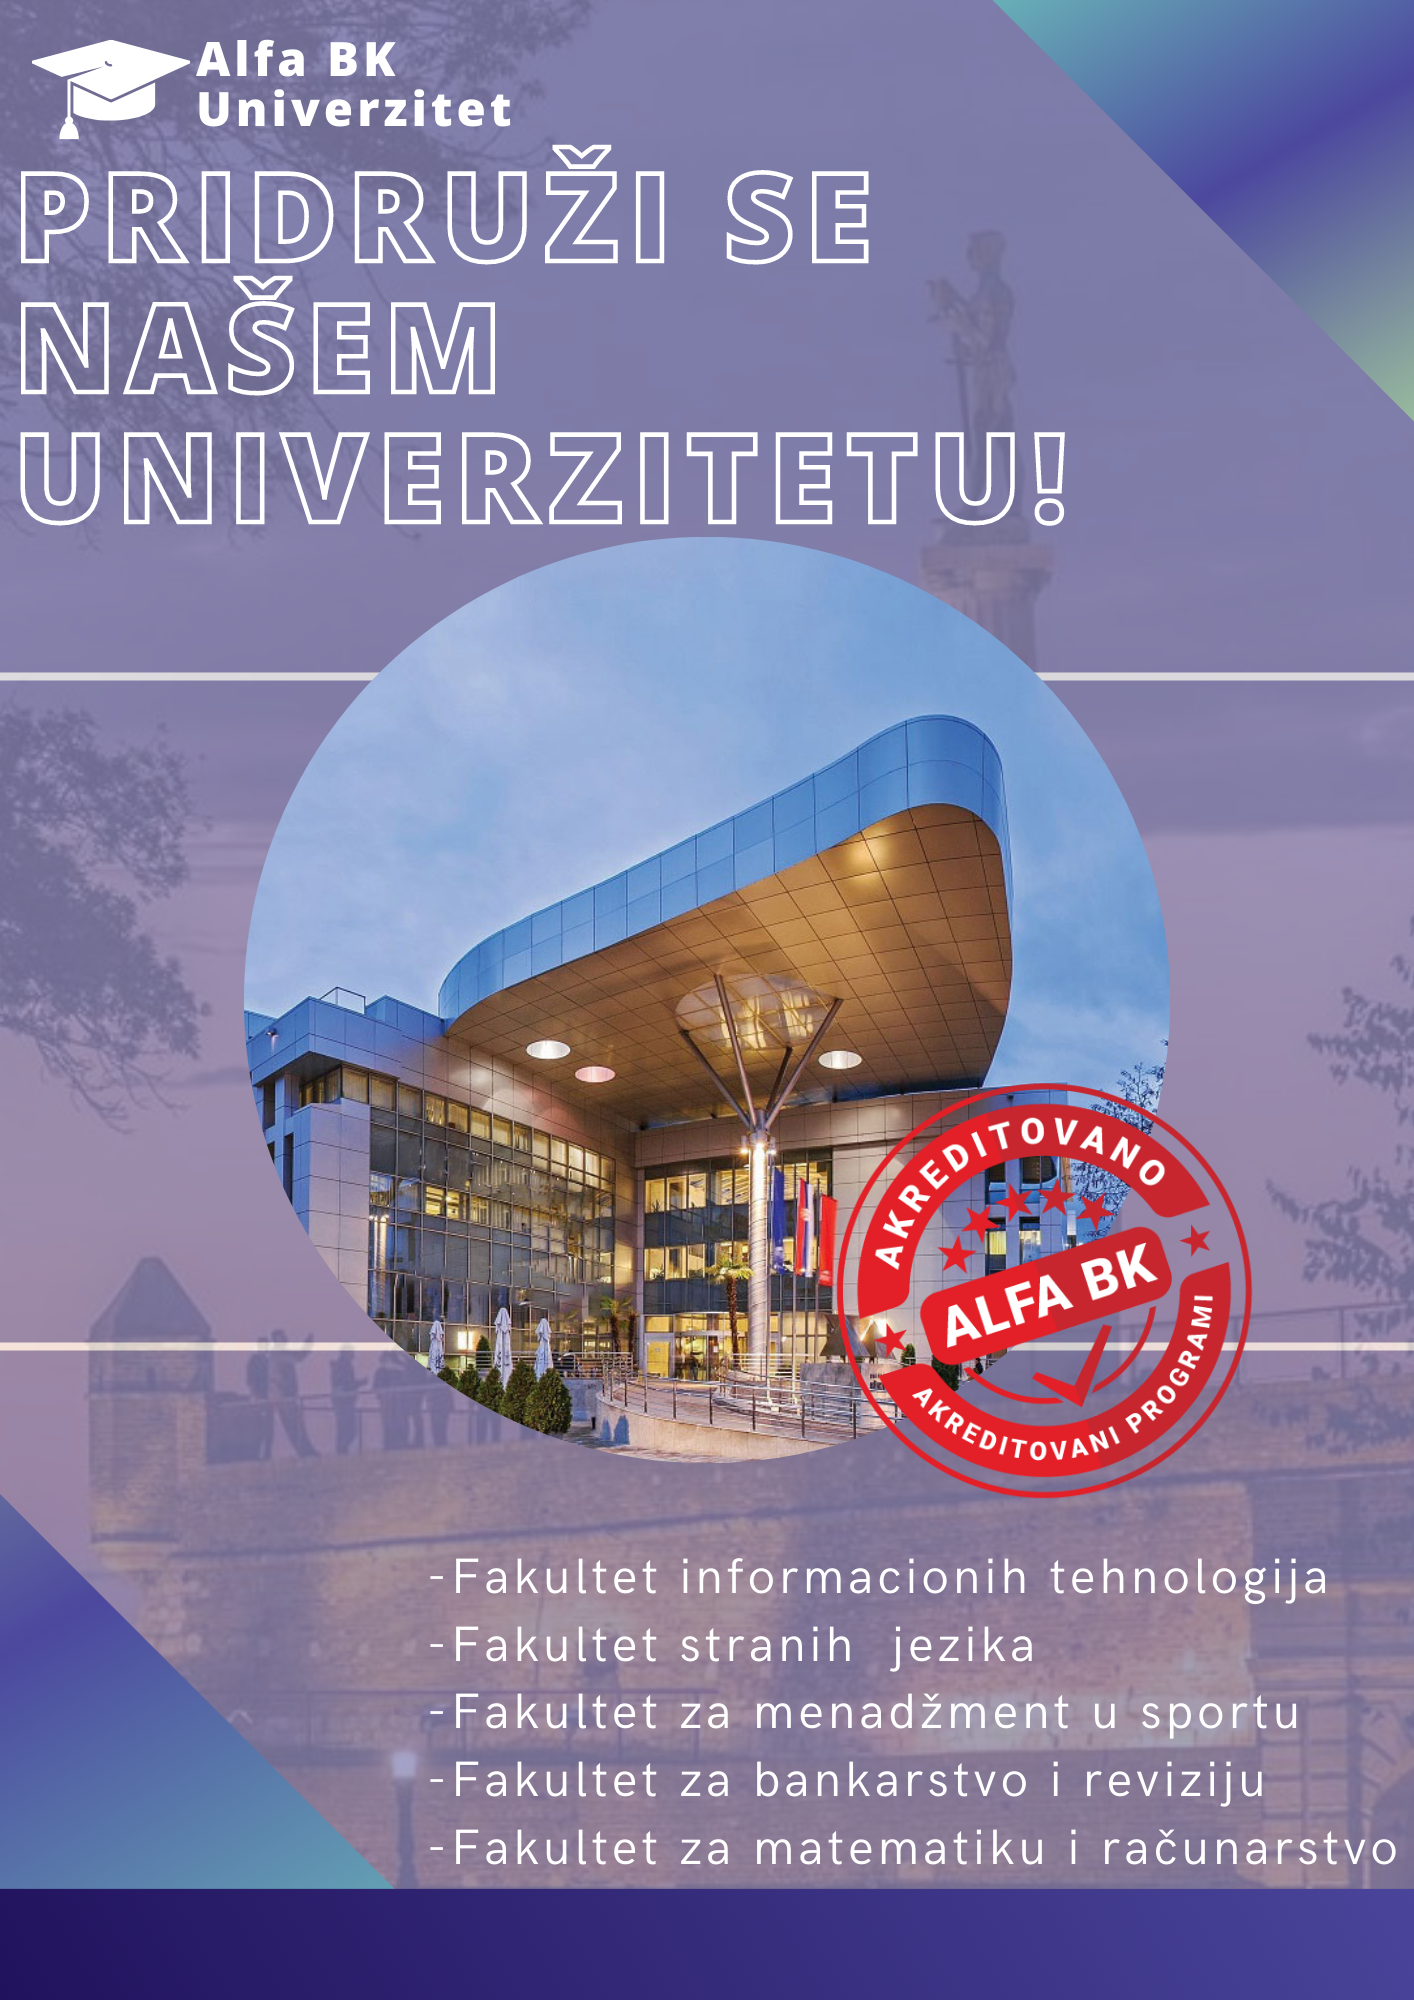 Alfa BK
Univerzitet
PRIDRUŽI SE
NAŠEM
UNIVERZITETU!
AKREDITOVANO
ALFA BK
AKREDITOVANI PROGRAMI
-Fakultet informacionih tehnologija
-Fakultet stranih  jezika
-Fakultet za menadžment u sportu
-Fakultet za bankarstvo i reviziju
-Fakultet za matematiku i računarstvo